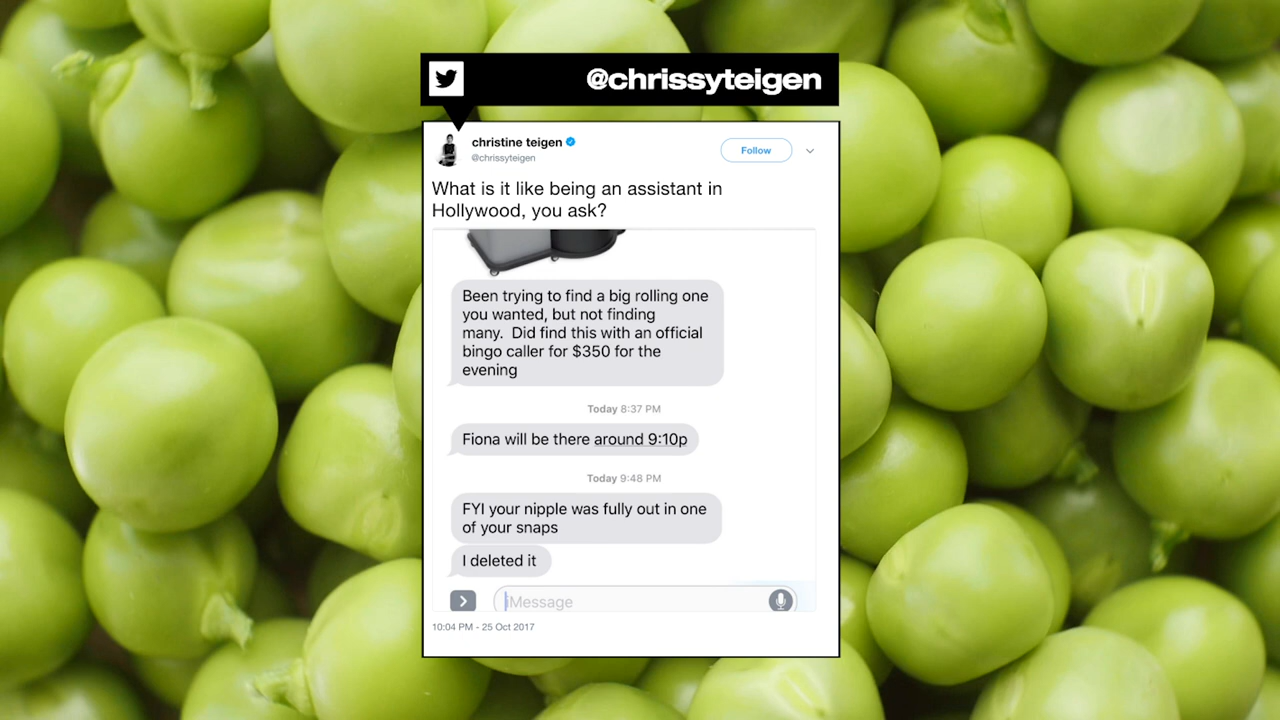 @chrissyteigen
christine teigen
@chrissyteigen
Follow
What is it like being an assistant in
Hollywood, you ask?
Been trying to find a big rolling one
you wanted, but not finding
many. Did find this with an official
bingo caller for $350 for the
evening
Today 8:37 PM
Fiona will be there around 9:10p
Today 9:48 PM
FYI your nipple was fully out in one
of your snaps
I deleted it
iMessage
10:04 PM - 25 Oct 2017